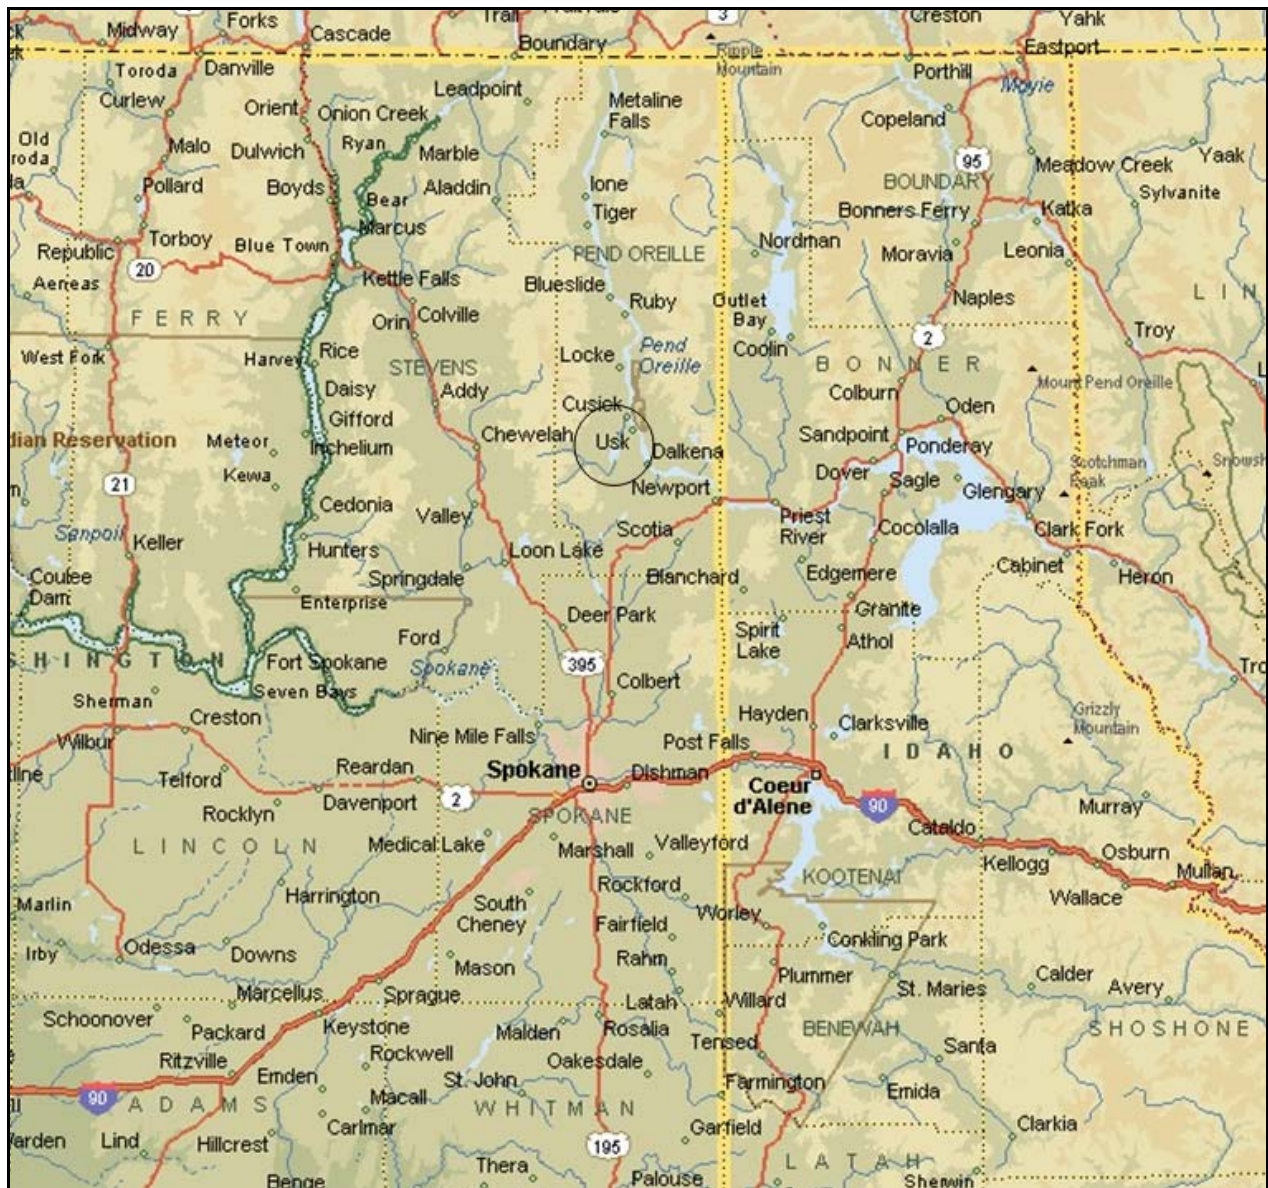 Midway
Forks
Cascade
Trail
3
Creston
Yahk
Boundary
Ripple
Mountain
Eastport
Toroda
Danville
Porthill
Moyie
Curlew
Orient
Onion Creek
Leadpoint
Metaline
Falls
Copeland
Old
Malo
Dulwich
Ryan
Marble
95
Meadow Creek
Yaak
Pollard
Boyds
Bear
Aladdin
Ione
Tiger
BOUNDARY
Sylvanite
Bonners Ferry
Katka
Republic
Torboy
Blue Town
Marcus
PEND OREILLE
Nordman
Moravia
Leonia
20
Aeneas
Kettle Falls
Blueslide
Ruby
Outlet
Bay
Naples
L I N
FERRY
Orin
Colville
2
Troy
West Fork
Harvey
Rice
STEVENS
Locke
Pend
Oreille
Coolin
BONNER
Daisy
Addy
Colburn
Mount Pend Oreille
Gifford
Cusick
Oden
dian Reservation
Meteor
Inchelium
Chewelah
Usk
Dalkena
Sandpoint
Ponderay
Kewa
Newport
Dover
Sagle
Scotchman
Peak
Snowsh
21
Cedonia
Valley
Scotia
Priest
River
Glengary
Cocolalla
Clark Fork
Sanpoil
Keller
Hunters
Loon Lake
Cabinet
Coulee
Dam
Springdale
Blanchard
Edgemere
Heron
Enterprise
Deer Park
Granite
Ford
Spirit
Lake
Athol
SHINGTON
Fort Spokane
Spokane
395
Sherman
Seven Bays
Colbert
Creston
Hayden
Clarksville
Grizzly
Mountain
Wilbur
Nine Mile Falls
Post Falls
IDAHO
Telford
Reardan
Spokane
Dishman
Coeur
d'Alene
Rocklyn
Davenport
2
SPOKANE
90
Murray
LINCOLN
Medical Lake
Marshall
Valleyford
Cataldo
Kellogg
Osburn
Mullan
Harrington
Rockford
KOOTENAI
Wallace
Marlin
South
Cheney
Fairfield
Worley
Irby
Odessa
Downs
Mason
Rahm
Conkling Park
Plummer
Calder
Avery
Marcellus
Sprague
Latah
Willard
St. Maries
Schoonover
Packard
Keystone
Malden
Rosalia
BENEWAH
SHOSHONE
Ritzville
Rockwell
Oakesdale
Tensed
Santa
Emden
St. John
Farmington
Emida
90
ADAMS
Macall
WHITMAN
Lind
Hillcrest
Carlmar
Garfield
Clarkia
195
Thera
LATAH
Benge
Palouse
Sherwin